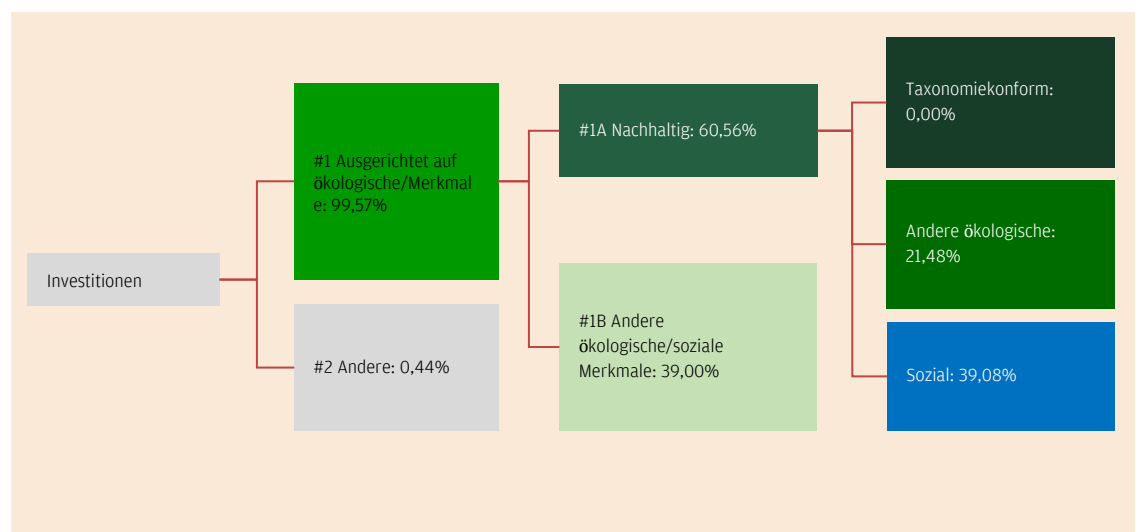 Investitionen
#1 Ausgerichtet auf
ökologische/Merkmal
e: 99,57%
#2 Andere: 0,44%
#1A Nachhaltig: 60,56%
#1B Andere
ökologische/soziale
Merkmale: 39,00%
Taxonomiekonform:
0,00%
Andere ökologische:
21,48%
Sozial: 39,08%